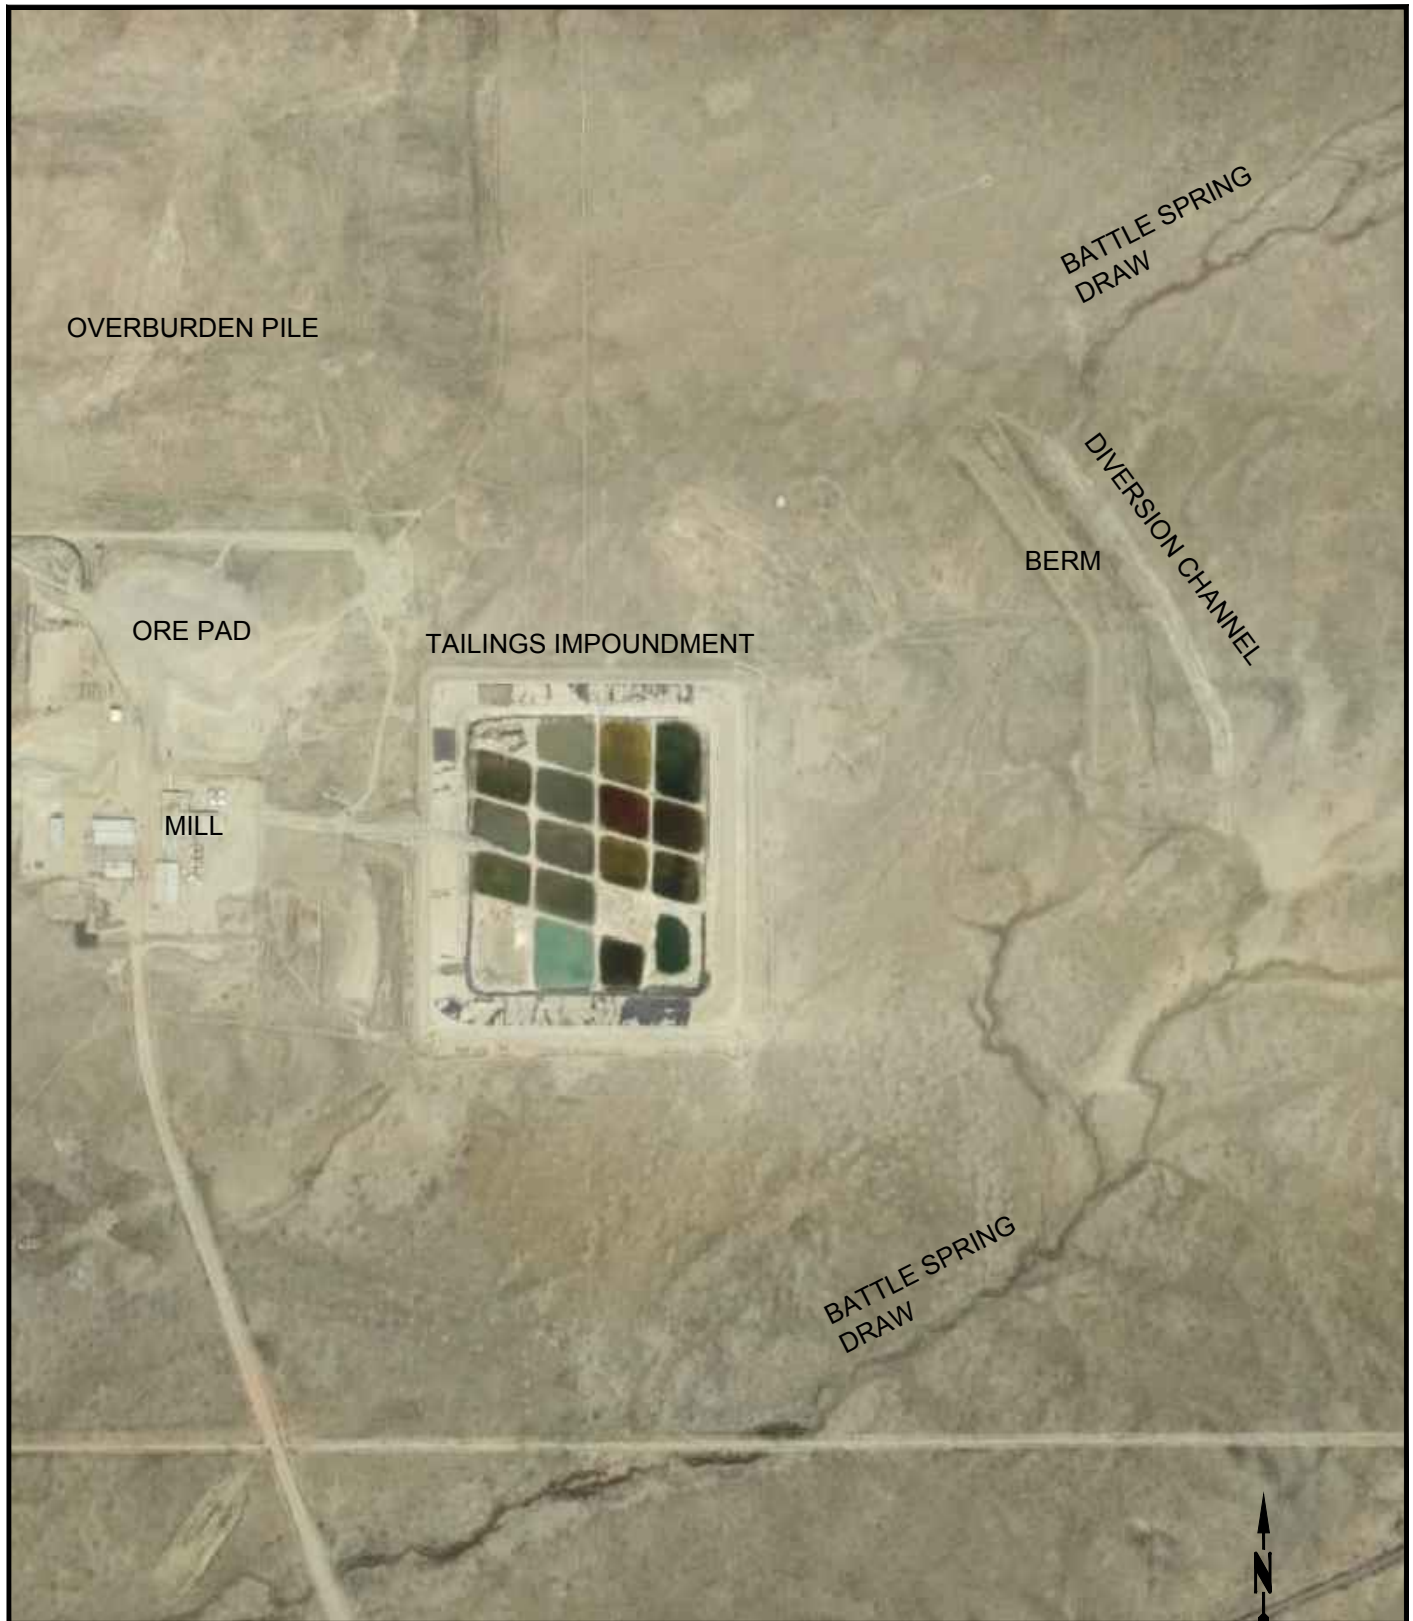 BATTLE SPRING
DRAW
OVERBURDEN PILE
DIVERSION CHANNEL
BERM
ORE PAD
TAILINGS IMPOUNDMENT
MILL
BATTLE SPRING
DRAW
N